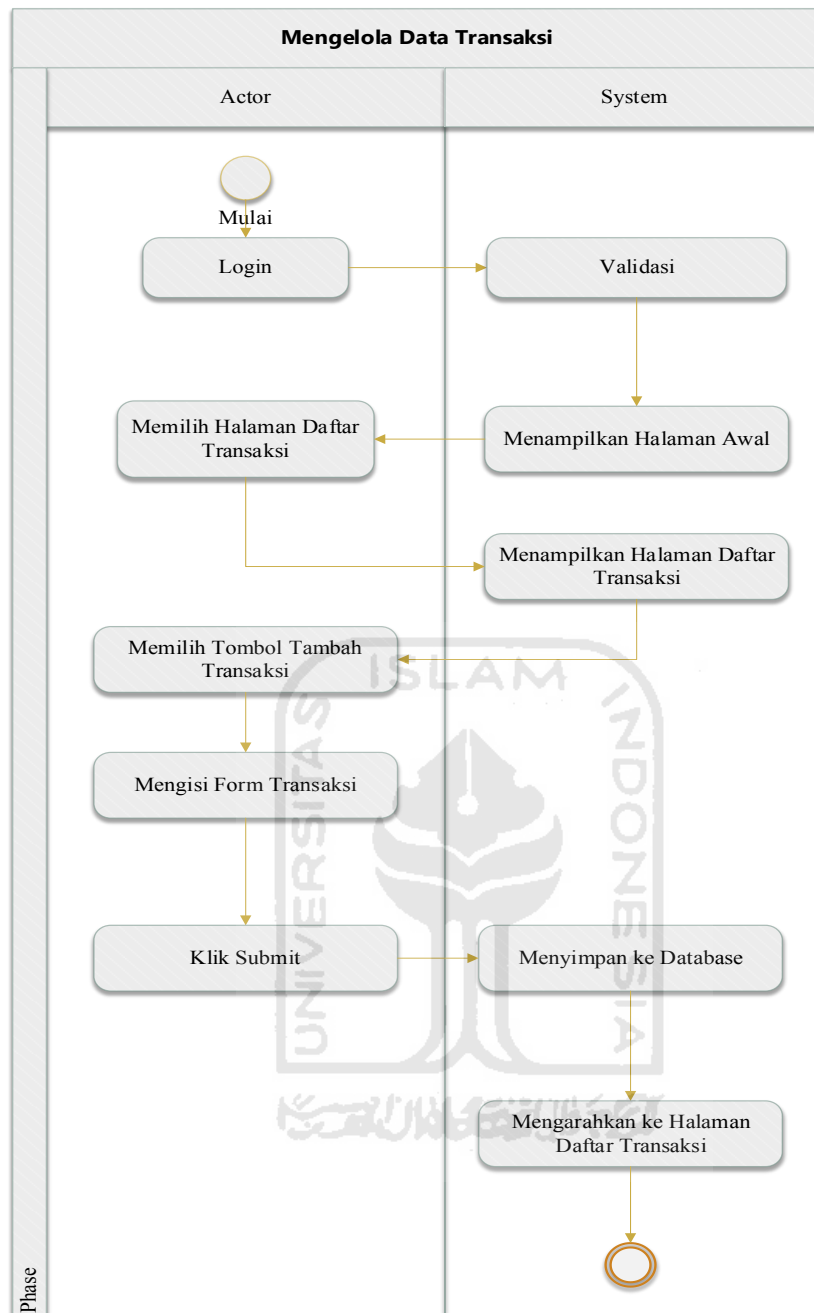 Mengelola Data Transaksi
Actor
System
Mulai
Login
Validasi
Memilih Halaman Daftar
Transaksi
Menampilkan Halaman Awal
Menampilkan Halaman Daftar
Transaksi
Memilih Tombol Tambah
Transaksi
Mengisi Form Transaksi
Klik Submit
Menyimpan ke Database
Mengarahkan ke Halaman
Daftar Transaksi
Phase
UNIVERSITAS
ISLAM
INDONESIA